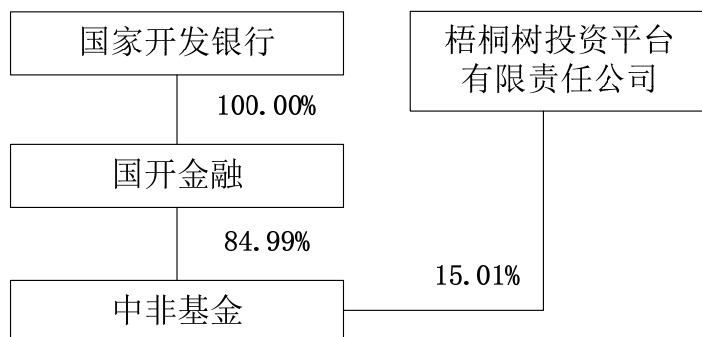 国家开发银行
梧桐树投资平台
有限责任公司
100.00%
国开金融
84.99%
15.01%
中非基金